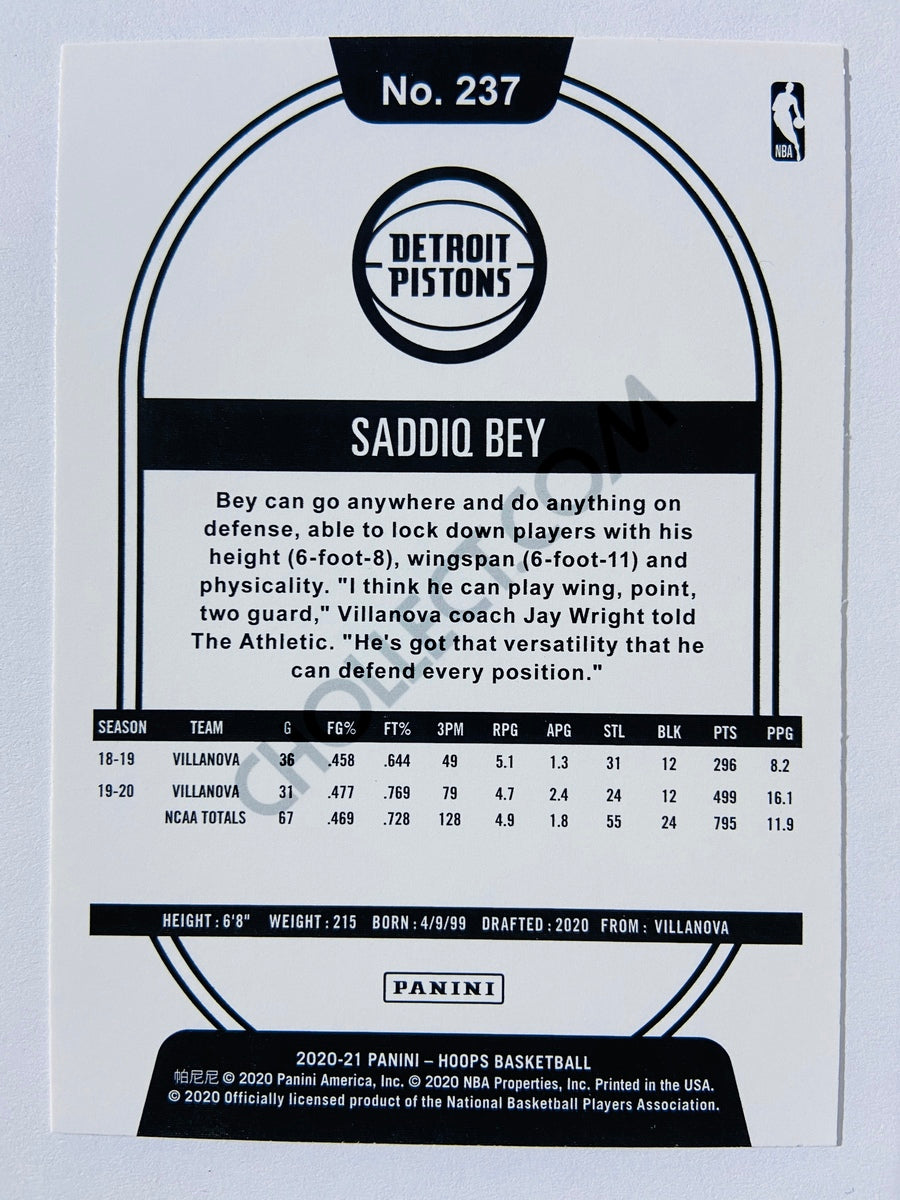 No. 237
NBA
DETROIT
PISTONS
SADDIQ BEY
Bey can go anywhere and do anything on
defense, able to lock down players with his
height (6-foot-8), wingspan (6-foot-11) and
physicality. "I think he can play wing, point,
two guard," Villanova coach Jay Wright told
The Athletic. "He's got that versatility that he
can defend every position."
SEASON TEAM G FG% FT% 3PM RPG APG STL BLK PTS PPG
18-19 VILLANOVA 36 .458 .644 49 5.1 1.3 31 12 296 8.2
19-20 VILLANOVA 31 .477 .769 79 4.7 2.4 24 12 499 16.1
NCAA TOTALS 67 .469 .728 128 4.9 1.8 55 24 795 11.9
HEIGHT: 6'8" WEIGHT: 215 BORN: 4/9/99 DRAFTED: 2020 FROM: VILLANOVA
PANINI
2020-21 PANINI – HOOPS BASKETBALL
帕尼尼 © 2020 Panini America, Inc. © 2020 NBA Properties, Inc. Printed in the USA.
© 2020 Officially licensed product of the National Basketball Players Association.
CHOLLECT.COM